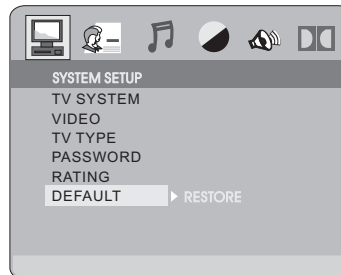 SYSTEM SETUP
TV SYSTEM
VIDEO
TV TYPE
PASSWORD
RATING
DEFAULT RESTORE